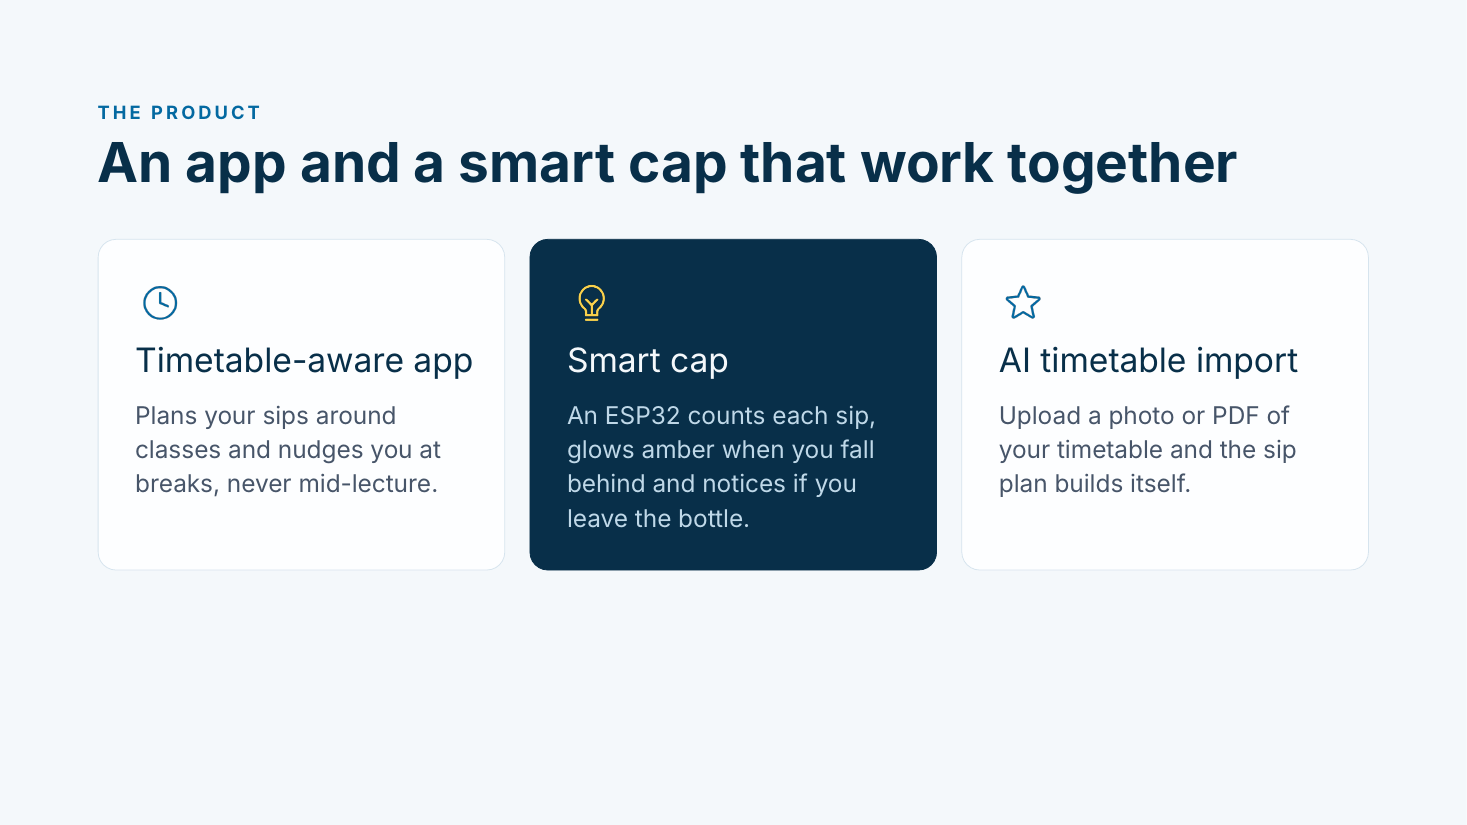 THE PRODUCT
An app and a smart cap that work together
Timetable-aware app
Plans your sips around
classes and nudges you at
breaks, never mid-lecture.
Smart cap
An ESP32 counts each sip,
glows amber when you fall
behind and notices if you
leave the bottle.
AI timetable import
Upload a photo or PDF of
your timetable and the sip
plan builds itself.